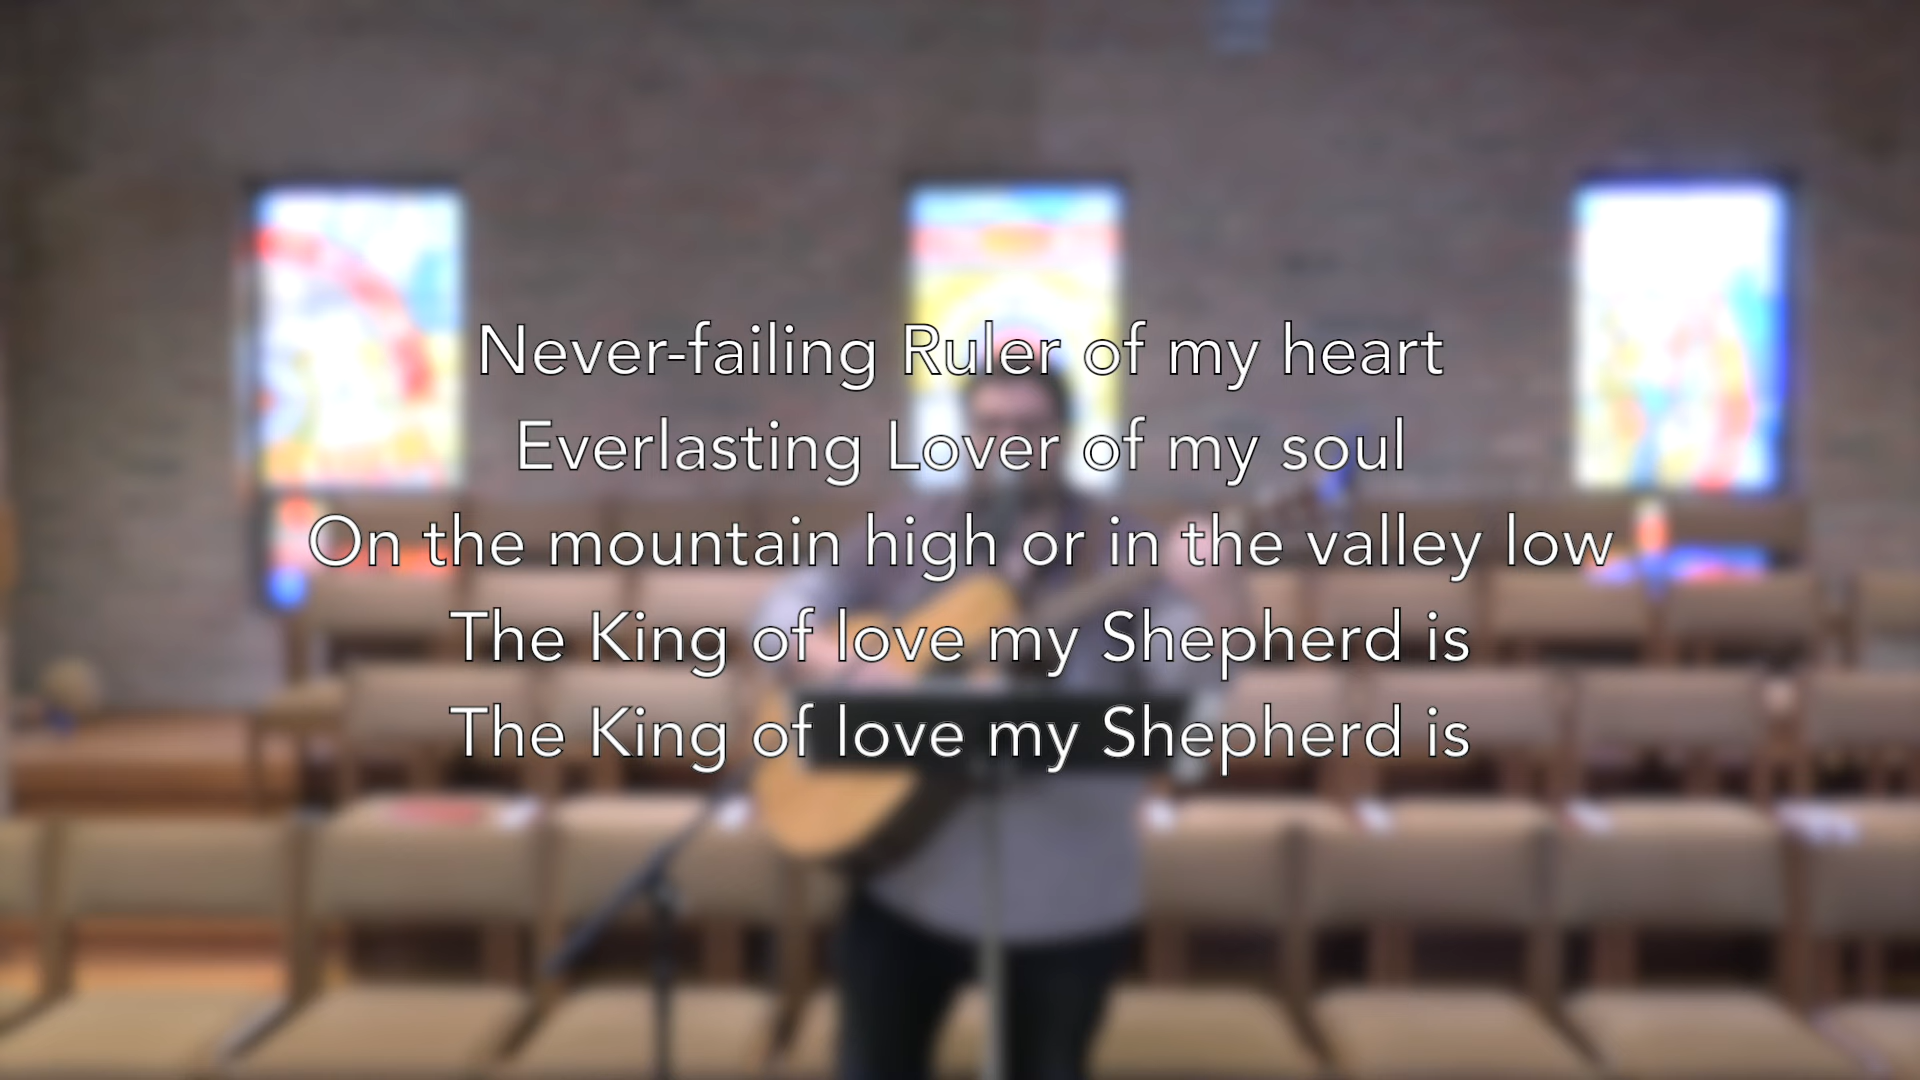 Never-failing Ruler of my heart
Everlasting Lover of my soul
On the mountain high or in the valley low
The King of love my Shepherd is
The King of love my Shepherd is